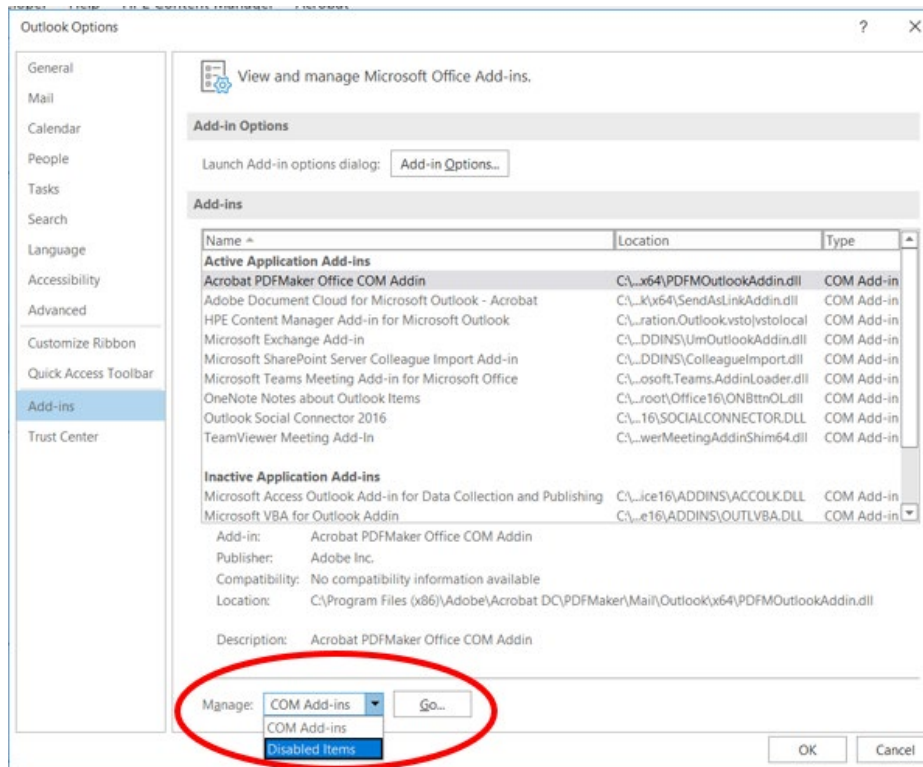 Help HPE Content Manager Acrobat
Outlook Options ? X
General
Mail
Calendar
People
Tasks
Search
Language
Accessibility
Advanced
Customize Ribbon
Quick Access Toolbar
Add-ins
Trust Center
View and manage Microsoft Office Add-ins.
Add-in Options
Launch Add-in options dialog: Add-in Options...
Add-ins
Name Location Type
Active Application Add-ins
Acrobat PDFMaker Office COM Addin C:\...x64\PDFMOutlookAddin.dll COM Add-in
Adobe Document Cloud for Microsoft Outlook - Acrobat C:\...k\x64\SendAsLinkAddin.dll COM Add-in
HPE Content Manager Add-in for Microsoft Outlook C:\...ration.Outlook.vsto|vstolocal COM Add-in
Microsoft Exchange Add-in C:\...DDINS\UmOutlookAddin.dll COM Add-in
Microsoft SharePoint Server Colleague Import Add-in C:\...DDINS\ColleagueImport.dll COM Add-in
Microsoft Teams Meeting Add-in for Microsoft Office C:\...osoft.Teams.AddinLoader.dll COM Add-in
OneNote Notes about Outlook Items C:\...root\Office16\ONBttnOL.dll COM Add-in
Outlook Social Connector 2016 C:\...16\SOCIALCONNECTOR.DLL COM Add-in
TeamViewer Meeting Add-In C:\...werMeetingAddinShim64.dll COM Add-in
Inactive Application Add-ins
Microsoft Access Outlook Add-in for Data Collection and Publishing C:\...ice16\ADDINS\ACCOLK.DLL COM Add-in
Microsoft VBA for Outlook Addin C:\...e16\ADDINS\OUTLVBA.DLL COM Add-in
Add-in: Acrobat PDFMaker Office COM Addin
Publisher: Adobe Inc.
Compatibility: No compatibility information available
Location: C:\Program Files (x86)\Adobe\Acrobat DC\PDFMaker\Mail\Outlook\x64\PDFMOutlookAddin.dll
Description: Acrobat PDFMaker Office COM Addin
Manage: COM Add-ins Go...
COM Add-ins
Disabled Items
OK Cancel